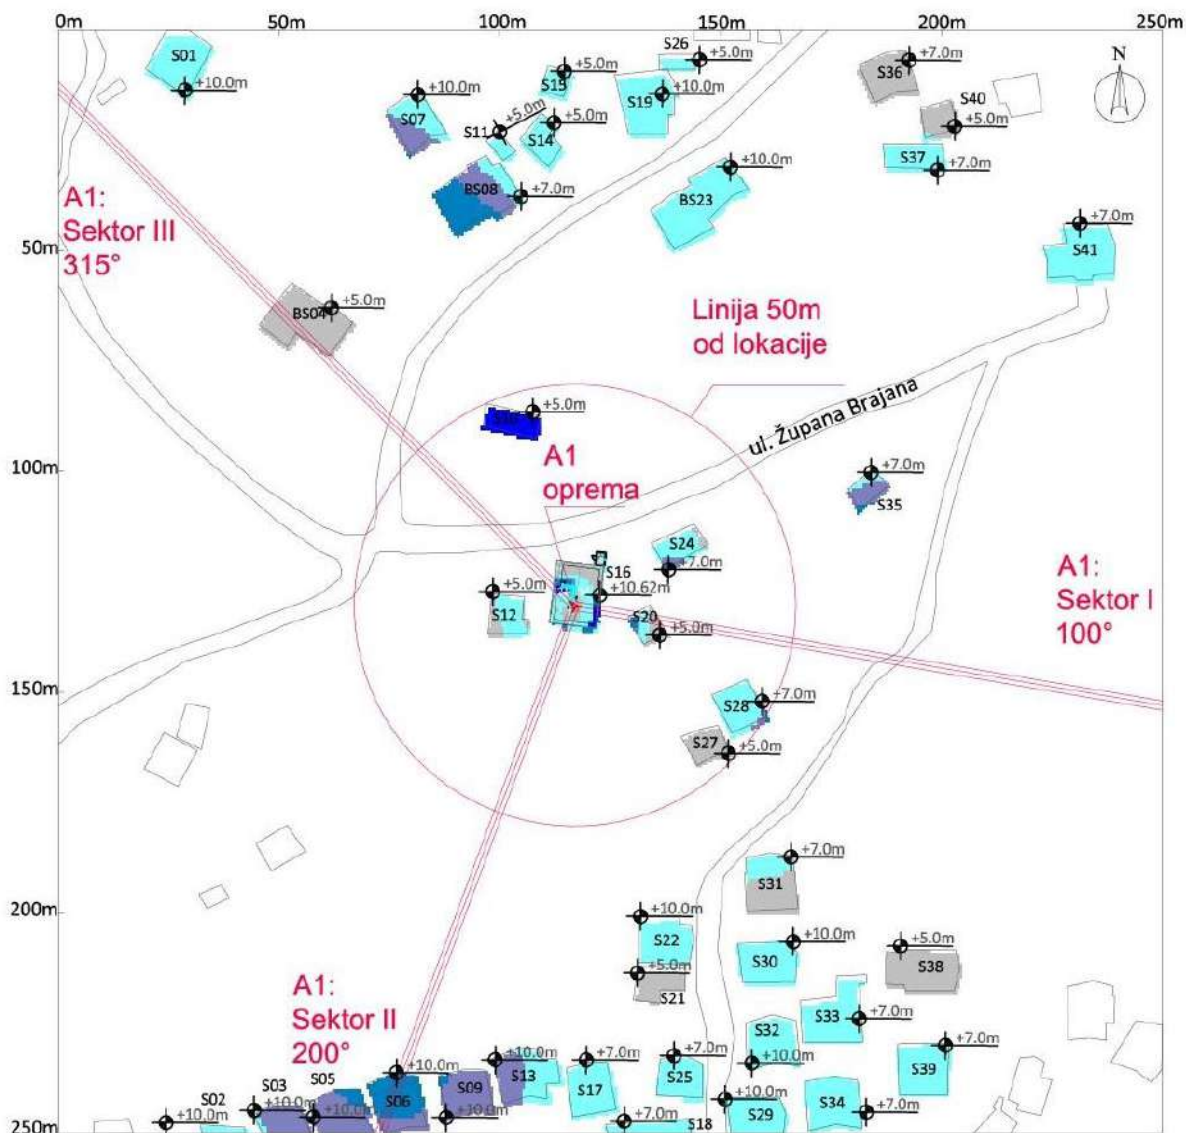 0m
50m
100m
150m
200m
250m
S26
+5.0m
S01
+10.0m
S15
+5.0m
S19
+10.0m
S36
+7.0m
N
S40
+5.0m
+10.0m
S07
S11
+5.0m
S14
+5.0m
S37
+7.0m
BS08
+7.0m
+10.0m
BS23
A1:
Sektor III
315°
50m
+7.0m
S41
BS04
+5.0m
Linija 50m
od lokacije
+5.0m
ul. Župana Brajana
A1
oprema
100m
+7.0m
S35
S24
+7.0m
S16
+10.62m
+5.0m
S12
S20
+5.0m
A1:
Sektor I
100°
150m
S28
+7.0m
S27
+5.0m
+7.0m
S31
200m
+10.0m
S22
+10.0m
S30
+5.0m
S38
+5.0m
S21
A1:
Sektor II
200°
S33
+7.0m
S32
+10.0m
+7.0m
S39
+10.0m
S06
+10.0m
S13
+7.0m
S17
+7.0m
S25
S09
S05
S03
S02
+10.0m
+10.0m
+10.0m
+10.0m
+7.0m
S18
+10.0m
S29
S34
+7.0m
250m